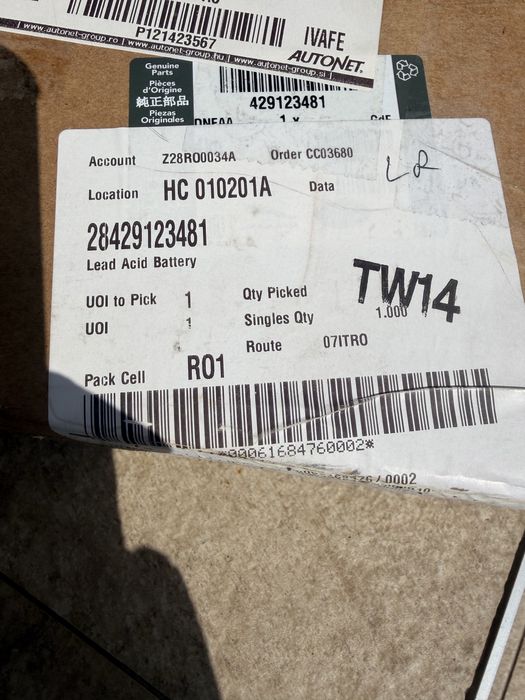 P121423567
IVAFE
www.autonet-group.ro | www.autonet-group.hu | www.autonet-group.si
AUTONET
Genuine
Parts
Pièces
d'Origine
純正部品
Piezas
Originales
429123481
1 x
Account Z28RO0034A Order CC03680
Location HC 010201A Data
L8
28429123481
Lead Acid Battery
UOI to Pick 1 Qty Picked
TW14
UOI 1 Singles Qty 1.000
Route 07ITRO
Pack Cell R01
*00061684760002*